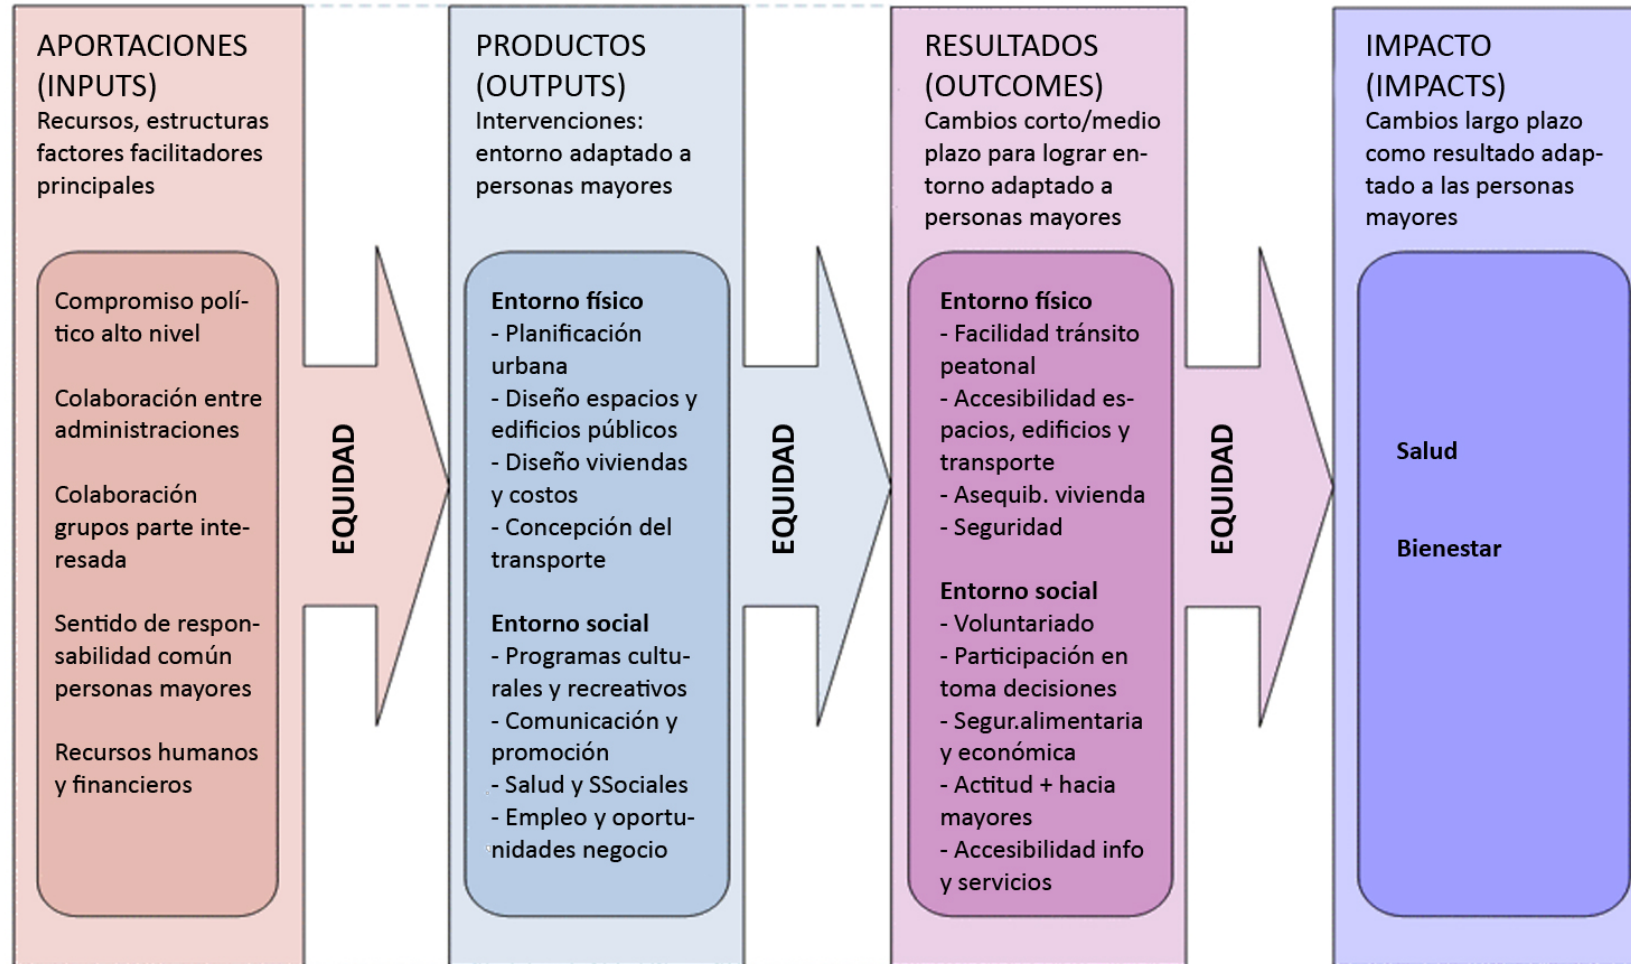 APORTACIONES
(INPUTS)
Recursos, estructuras
factores facilitadores
principales
Compromiso polí-
tico alto nivel
Colaboración entre
administraciones
Colaboración
grupos parte inte-
resada
Sentido de respon-
sabilidad común
personas mayores
Recursos humanos
y financieros
EQUIDAD
PRODUCTOS
(OUTPUTS)
Intervenciones:
entorno adaptado a
personas mayores
Entorno físico
- Planificación
urbana
- Diseño espacios y
edificios públicos
- Diseño viviendas
y costos
- Concepción del
transporte
Entorno social
- Programas cultu-
rales y recreativos
- Comunicación y
promoción
- Salud y SSociales
- Empleo y oportu-
nidades negocio
EQUIDAD
RESULTADOS
(OUTCOMES)
Cambios corto/medio
plazo para lograr en-
torno adaptado a
personas mayores
Entorno físico
- Facilidad tránsito
peatonal
- Accesibilidad es-
pacios, edificios y
transporte
- Asequib. vivienda
- Seguridad
Entorno social
- Voluntariado
- Participación en
toma decisiones
- Segur.alimentaria
y económica
- Actitud + hacia
mayores
- Accesibilidad info
y servicios
EQUIDAD
IMPACTO
(IMPACTS)
Cambios largo plazo
como resultado adap-
tado a las personas
mayores
Salud
Bienestar